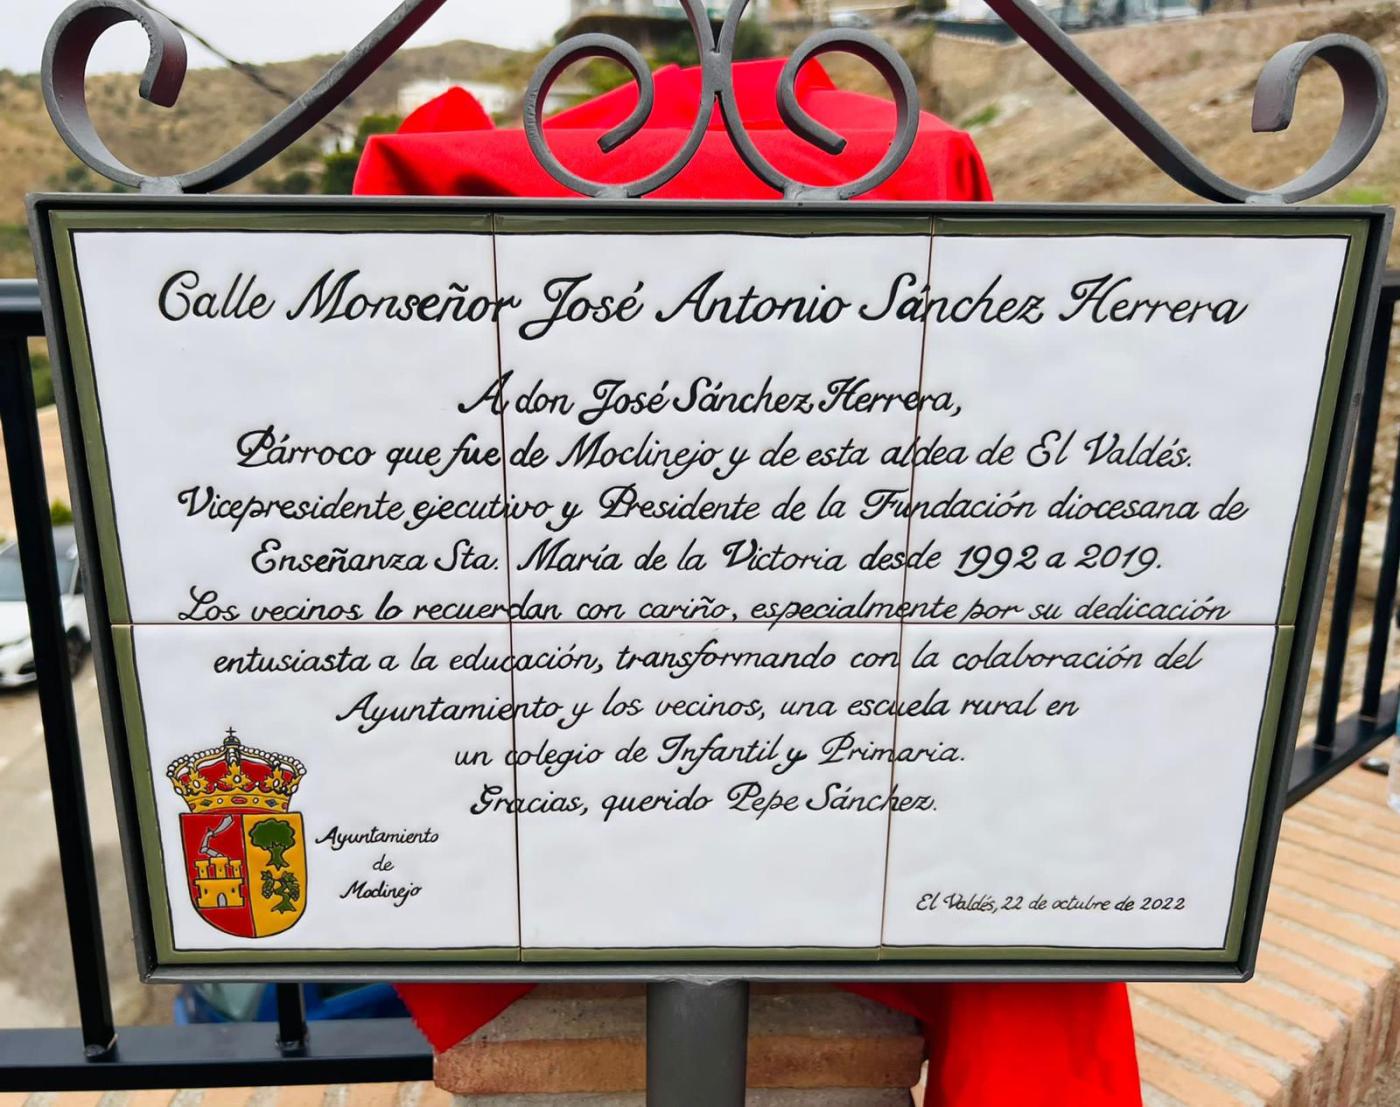 Calle Monseñor José Antonio Sánchez Herrera
A don José Sánchez Herrera,
Párroco que fue de Moclinejo y de esta aldea de El Valdés.
Vicepresidente ejecutivo y Presidente de la Fundación diocesana de
Enseñanza Sta. María de la Victoria desde 1992 a 2019.
Los vecinos lo recuerdan con cariño, especialmente por su dedicación
entusiasta a la educación, transformando con la colaboración del
Ayuntamiento y los vecinos, una escuela rural en
un colegio de Infantil y Primaria.
Gracias, querido Pepe Sánchez.
Ayuntamiento
de
Moclinejo
El Valdés, 22 de octubre de 2022